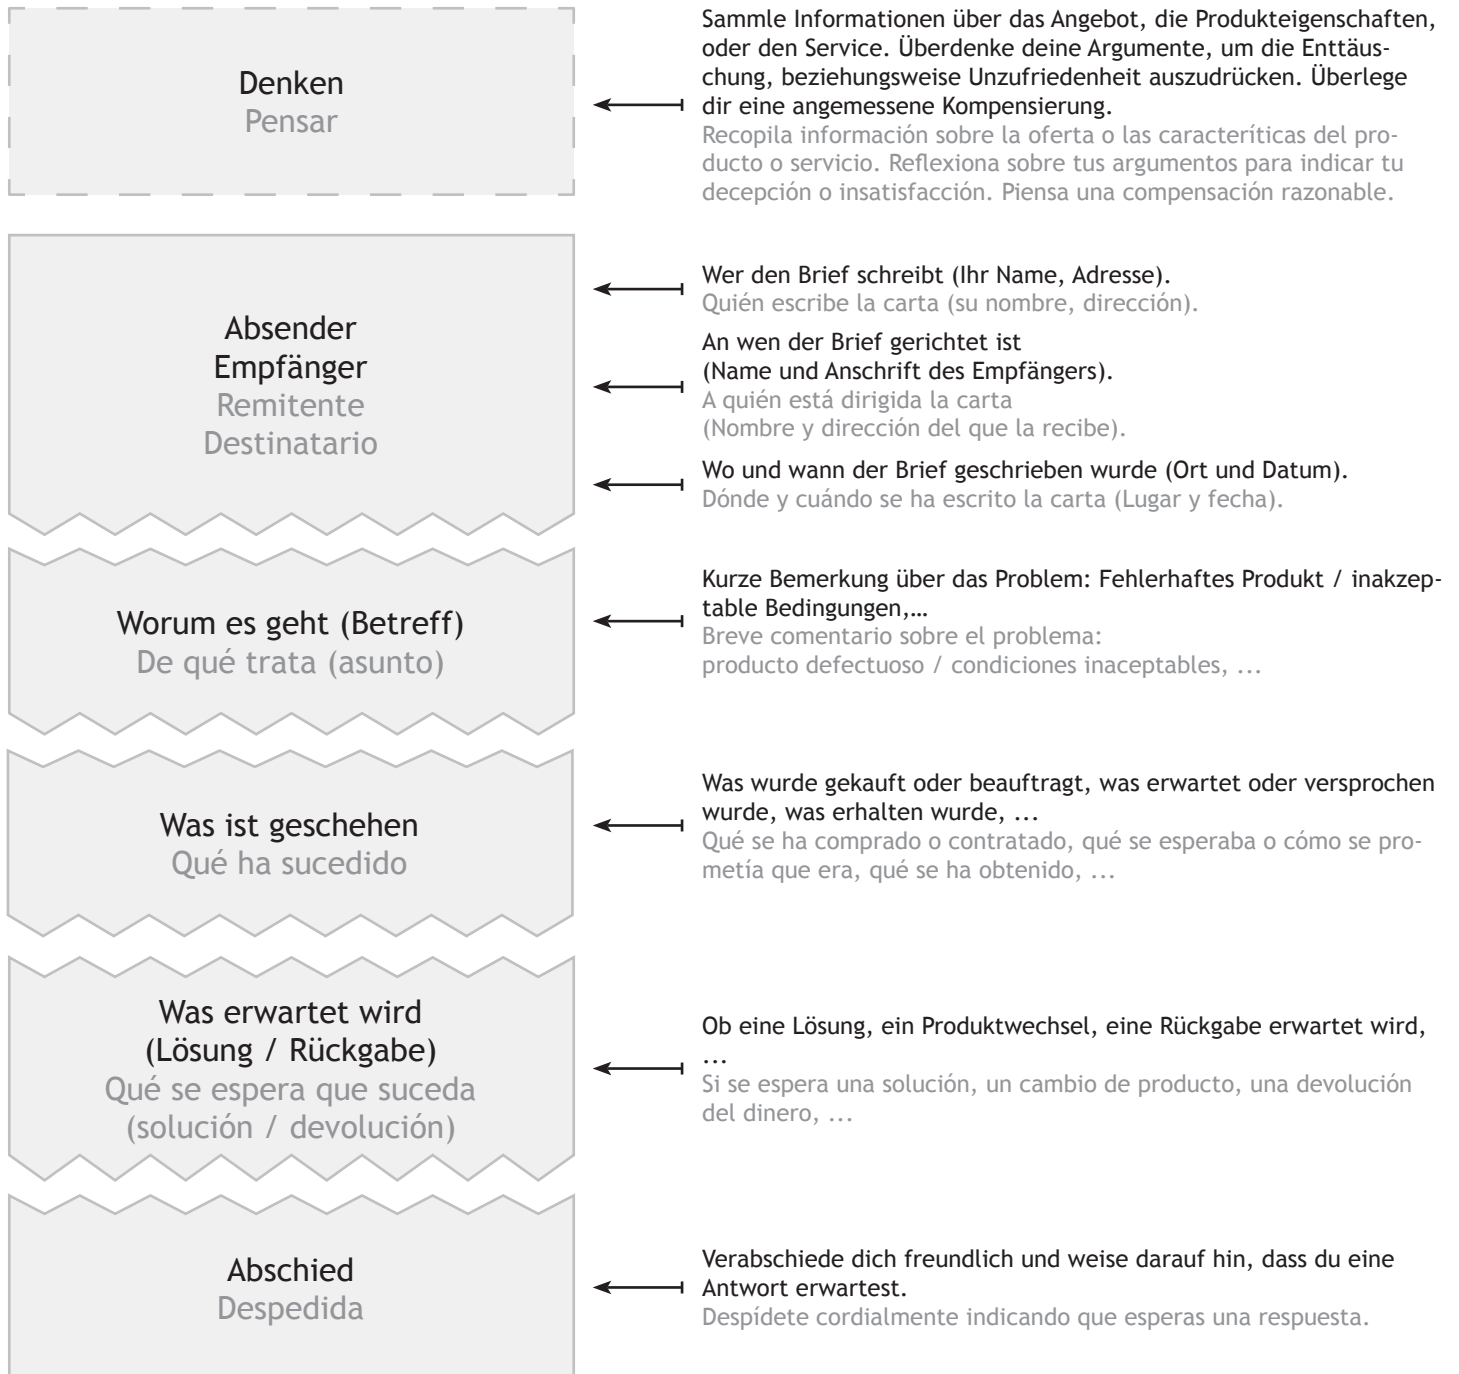 Denken
Pensar
Sammle Informationen über das Angebot, die Produkteigenschaften,
oder den Service. Überdenke deine Argumente, um die Enttäus-
chung, beziehungsweise Unzufriedenheit auszudrücken. Überlege
dir eine angemessene Kompensierung.
Recopila información sobre la oferta o las caracteríticas del pro-
ducto o servicio. Reflexiona sobre tus argumentos para indicar tu
decepción o insatisfacción. Piensa una compensación razonable.
Absender
Empfänger
Remitente
Destinatario
Wer den Brief schreibt (Ihr Name, Adresse).
Quién escribe la carta (su nombre, dirección).
An wen der Brief gerichtet ist
(Name und Anschrift des Empfängers).
A quién está dirigida la carta
(Nombre y dirección del que la recibe).
Wo und wann der Brief geschrieben wurde (Ort und Datum).
Dónde y cuándo se ha escrito la carta (Lugar y fecha).
Worum es geht (Betreff)
De qué trata (asunto)
Kurze Bemerkung über das Problem: Fehlerhaftes Produkt / inakzep-
table Bedingungen,…
Breve comentario sobre el problema:
producto defectuoso / condiciones inaceptables, ...
Was ist geschehen
Qué ha sucedido
Was wurde gekauft oder beauftragt, was erwartet oder versprochen
wurde, was erhalten wurde, ...
Qué se ha comprado o contratado, qué se esperaba o cómo se pro-
metía que era, qué se ha obtenido, ...
Was erwartet wird
(Lösung / Rückgabe)
Qué se espera que suceda
(solución / devolución)
Ob eine Lösung, ein Produktwechsel, eine Rückgabe erwartet wird,
...
Si se espera una solución, un cambio de producto, una devolución
del dinero, ...
Abschied
Despedida
Verabschiede dich freundlich und weise darauf hin, dass du eine
Antwort erwartest.
Despídete cordialmente indicando que esperas una respuesta.